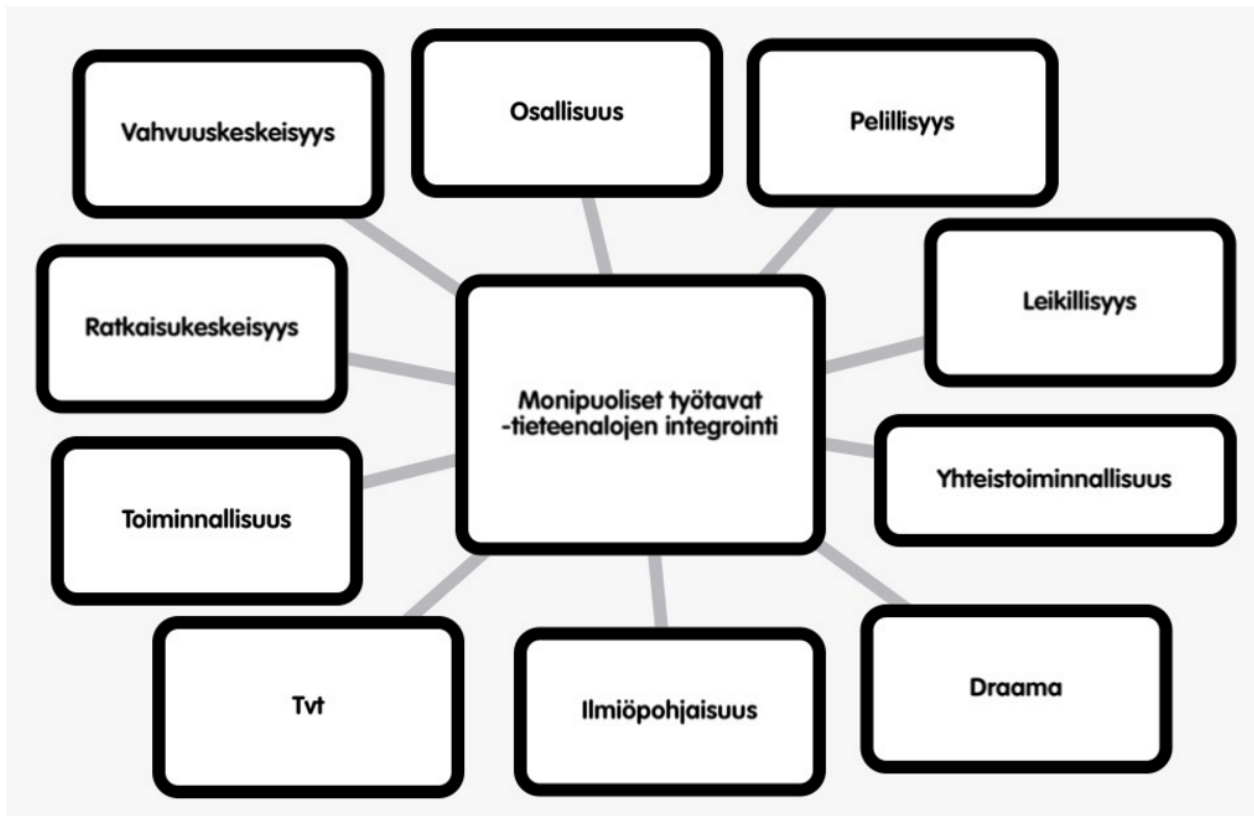 Vahvuuskeskeisyys
Osallisuus
Pelillisyys
Ratkaisukeskeisyys
Leikillisyys
Monipuoliset työtavat
-tieteenalojen integrointi
Yhteistoiminnallisuus
Toiminnallisuus
Tvt
Ilmiöpohjaisuus
Draama